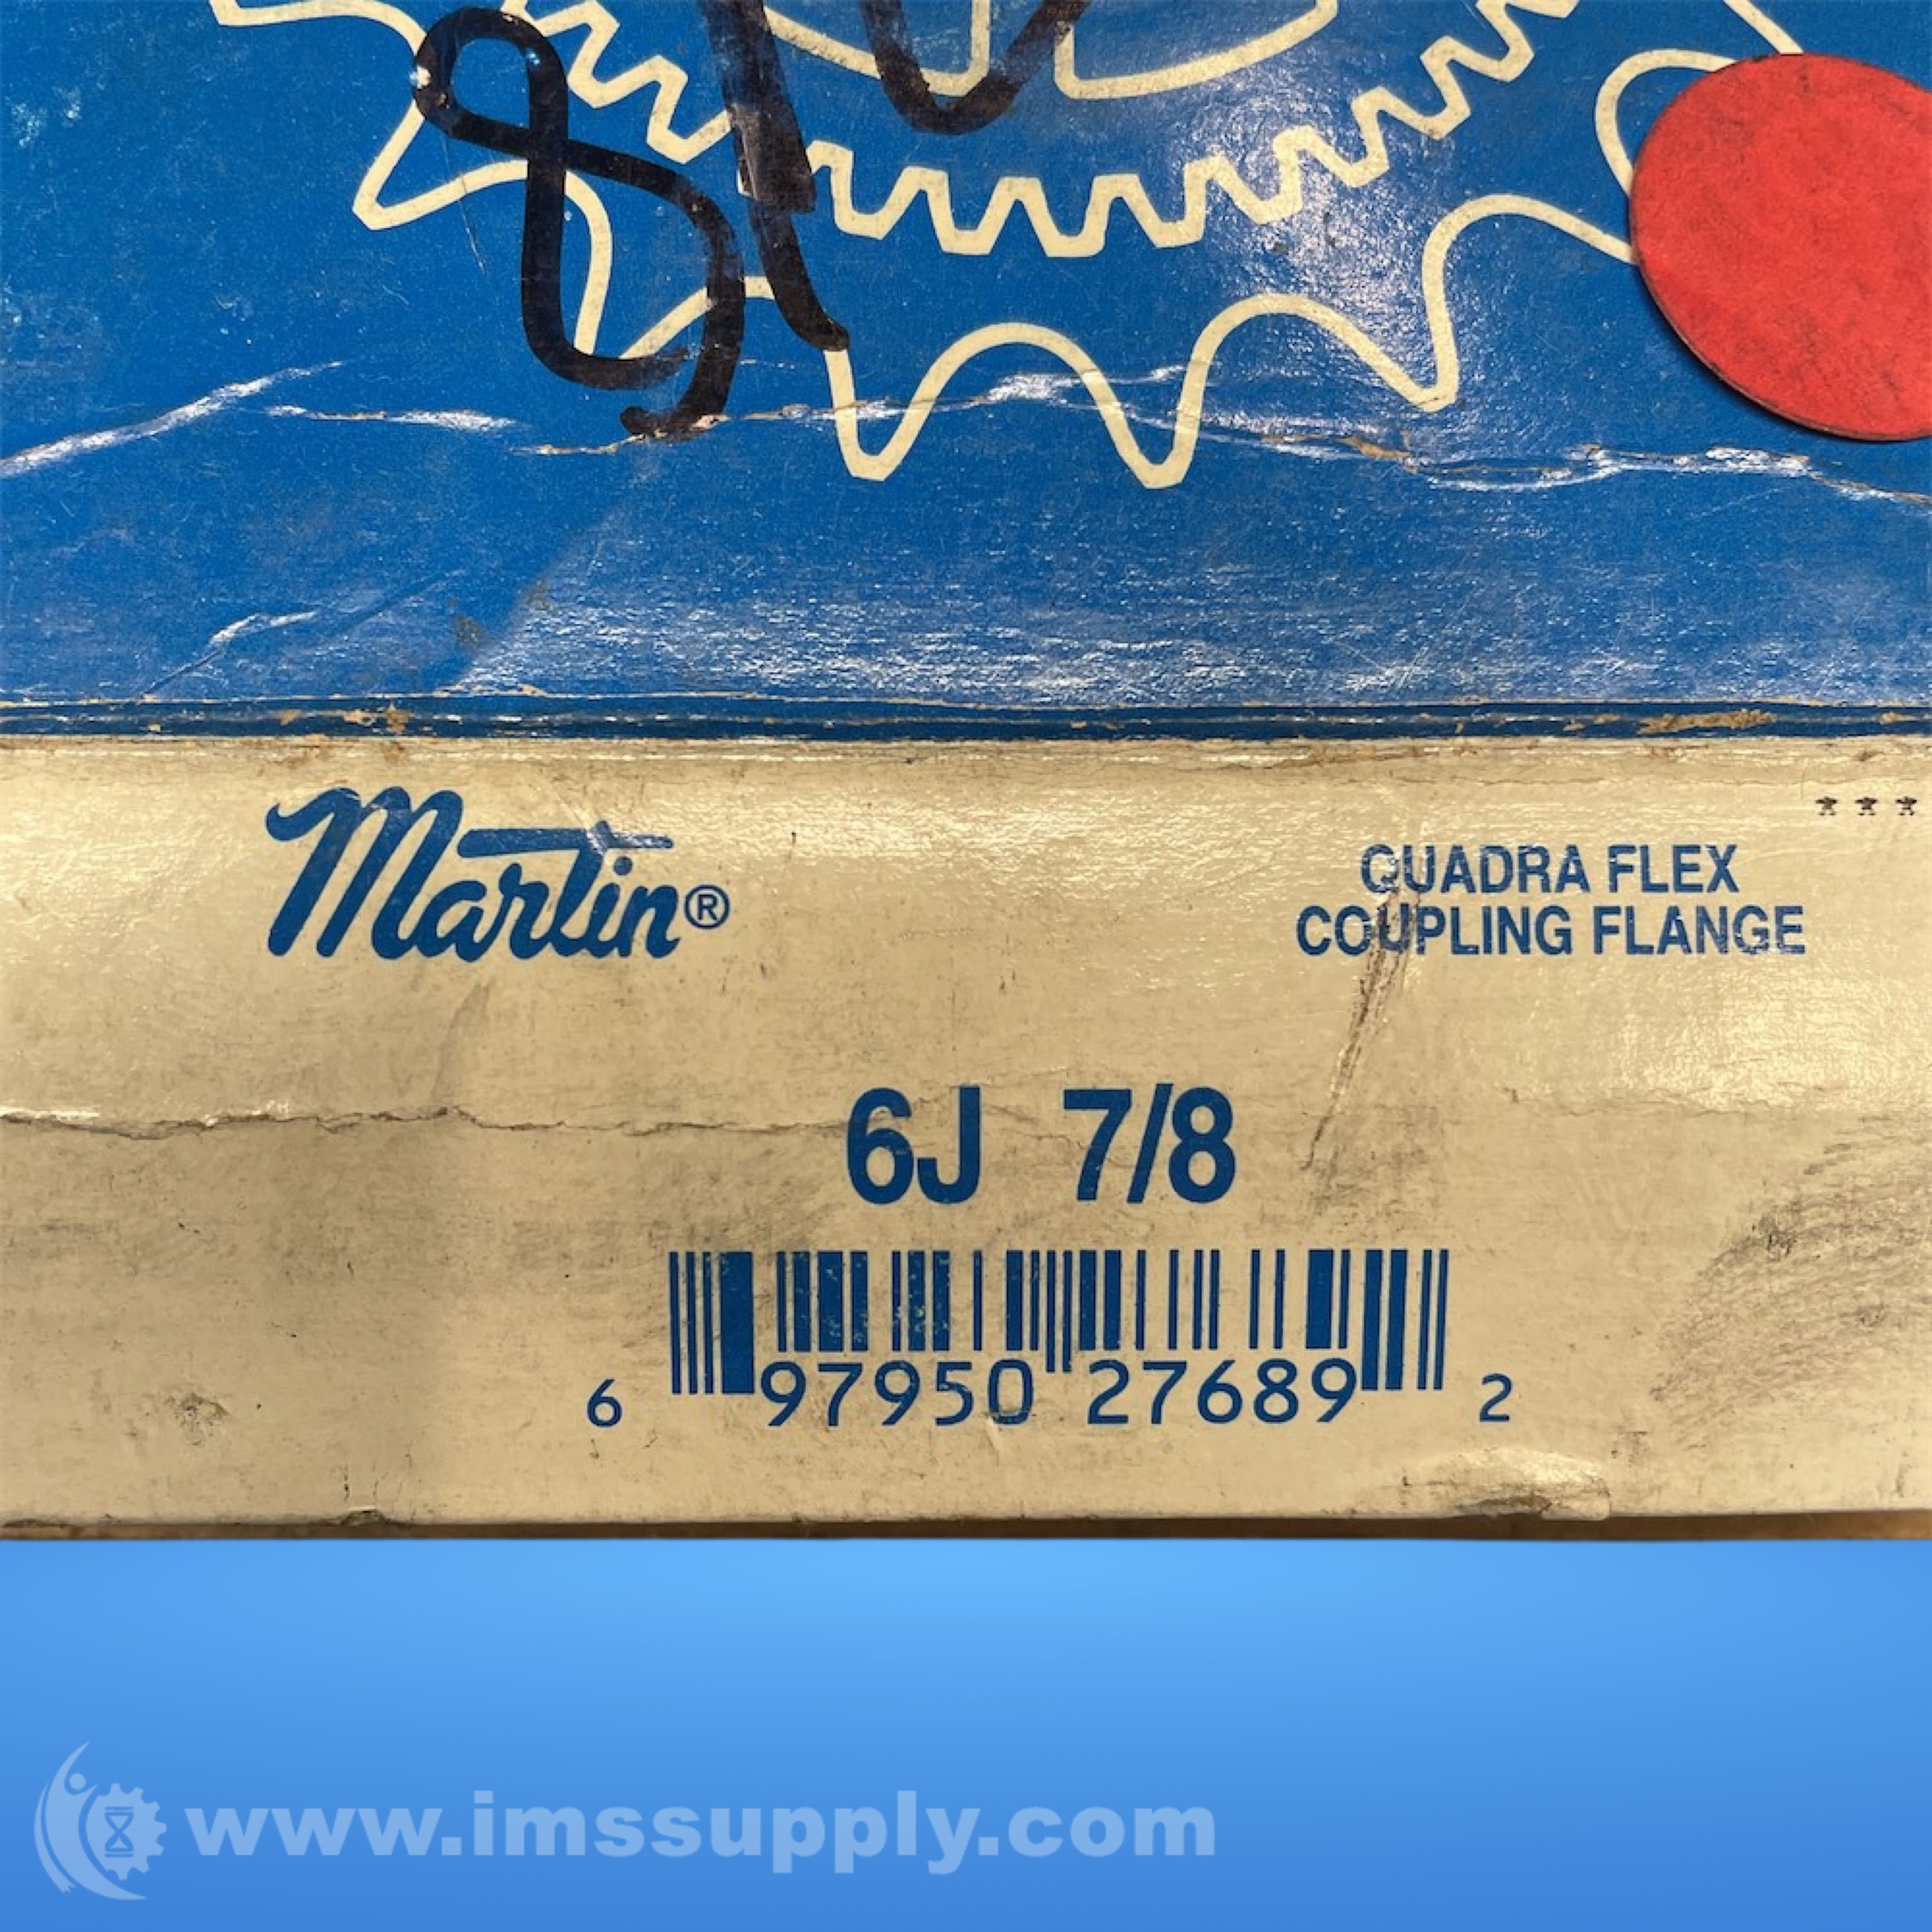 Martin®
***
QUADRA FLEX
COUPLING FLANGE
6J 7/8
6 97950 27689 2
www.imssupply.com